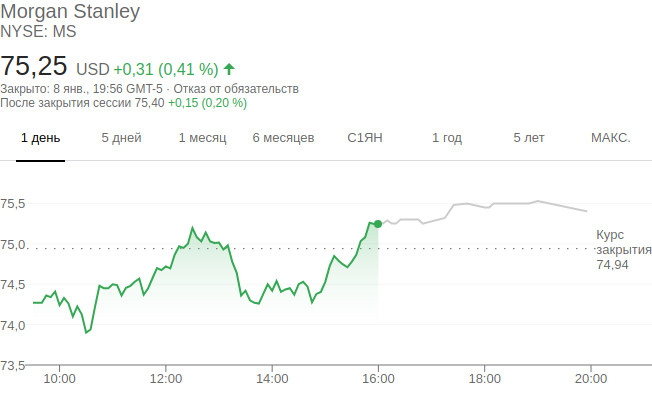 Morgan Stanley
NYSE: MS
75,25 USD +0,31 (0,41 %)
Закрыто: 8 янв., 19:56 GMT-5 · Отказ от обязательств
После закрытия сессии 75,40 +0,15 (0,20 %)
1 день 5 дней 1 месяц 6 месяцев С1ЯН 1 год 5 лет МАКС.
75,5
Курс
75,0
закрытия
74,94
74,5
74,0
73,5
10:00 12:00 14:00 16:00 18:00 20:00